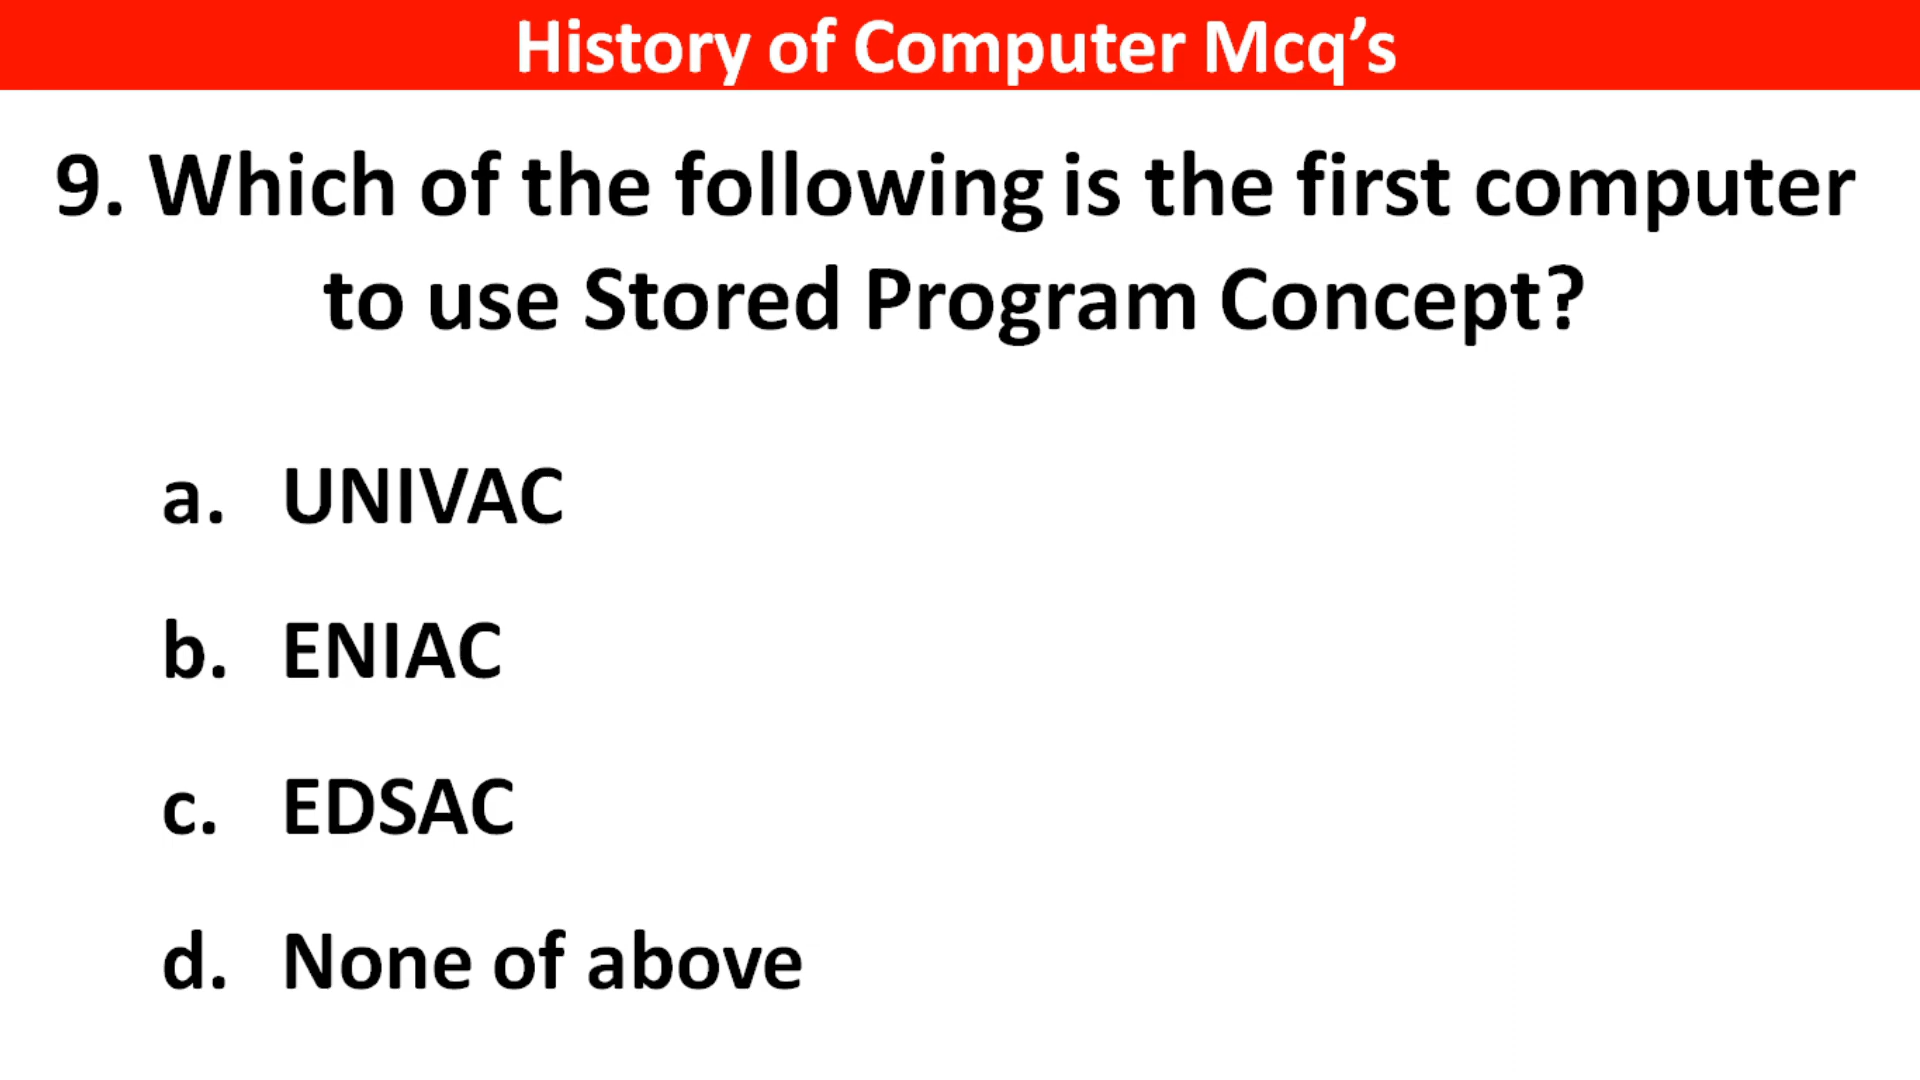 History of Computer Mcq’s
9. Which of the following is the first computer
to use Stored Program Concept?
a. UNIVAC
b. ENIAC
c. EDSAC
d. None of above